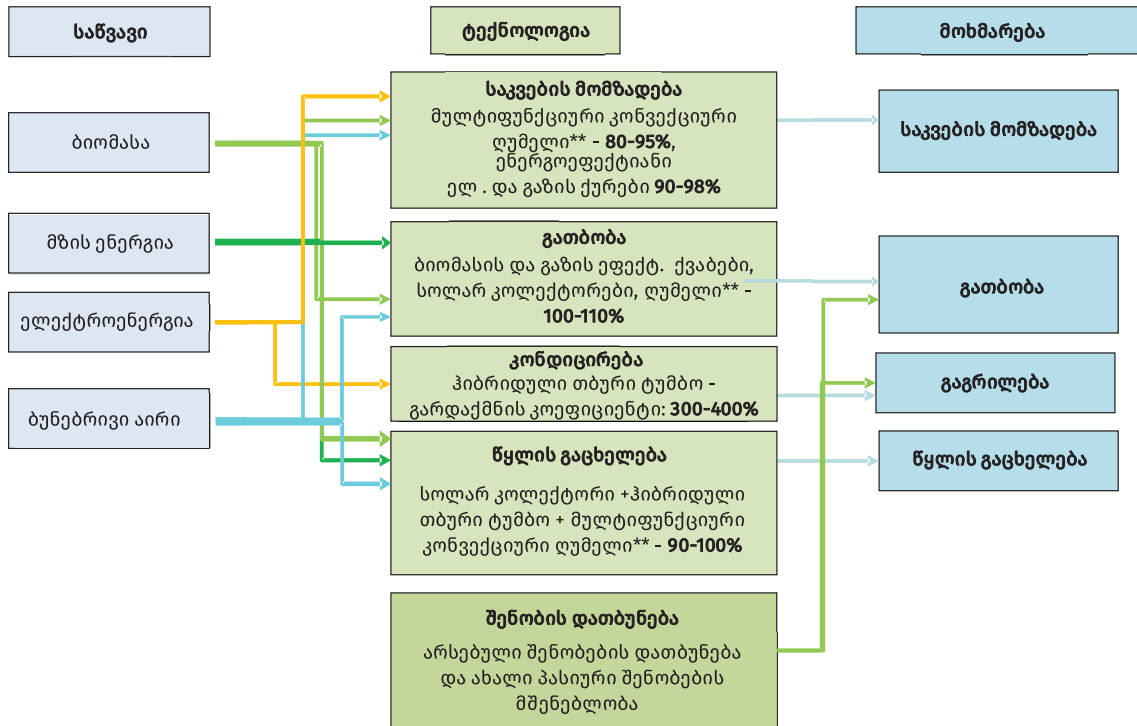 საწვავი
ბიომასა
მზის ენერგია
ელექტროენერგია
ბუნებრივი აირი
ტექნოლოგია
საკვების მომზადება
მულტიფუნქციური კონვექციური
ღუმელი** - 80-95%,
ენერგოეფექტიანი
ელ . და გაზის ქურები 90-98%
გათბობა
ბიომასის და გაზის ეფექტ. ქვაბები,
სოლარ კოლექტორები, ღუმელი** -
100-110%
კონდიცირება
ჰიბრიდული თბური ტუმბო -
გარდაქმნის კოეფიციენტი: 300-400%
წყლის გაცხელება
სოლარ კოლექტორი +ჰიბრიდული
თბური ტუმბო + მულტიფუნქციური
კონვექციური ღუმელი** - 90-100%
შენობის დათბუნება
არსებული შენობების დათბუნება
და ახალი პასიური შენობების
მშენებლობა
მოხმარება
საკვების მომზადება
გათბობა
გაგრილება
წყლის გაცხელება